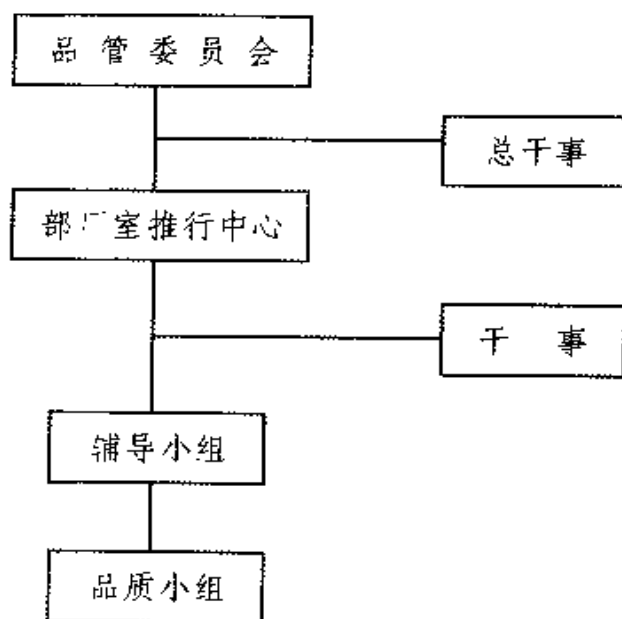 品管委员会
总干事
部厂室推行中心
干事
辅导小组
品质小组